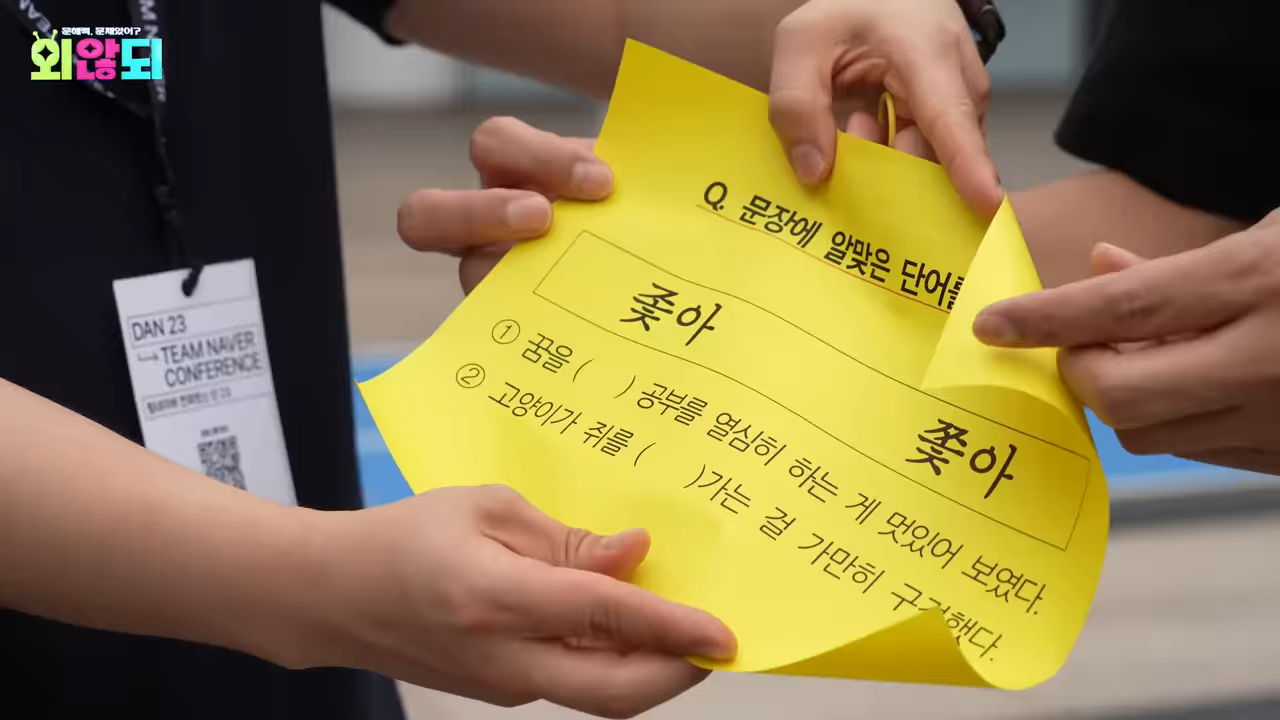 문해력, 문제있어?
외않되
DAN 23
TEAM NAVER
CONFERENCE
Q. 문장에 알맞은 단어를
좇아
쫓아
① 꿈을 ( ) 공부를 열심히 하는 게 멋있어 보였다.
② 고양이가 쥐를 ( )가는 걸 가만히 구경했다.